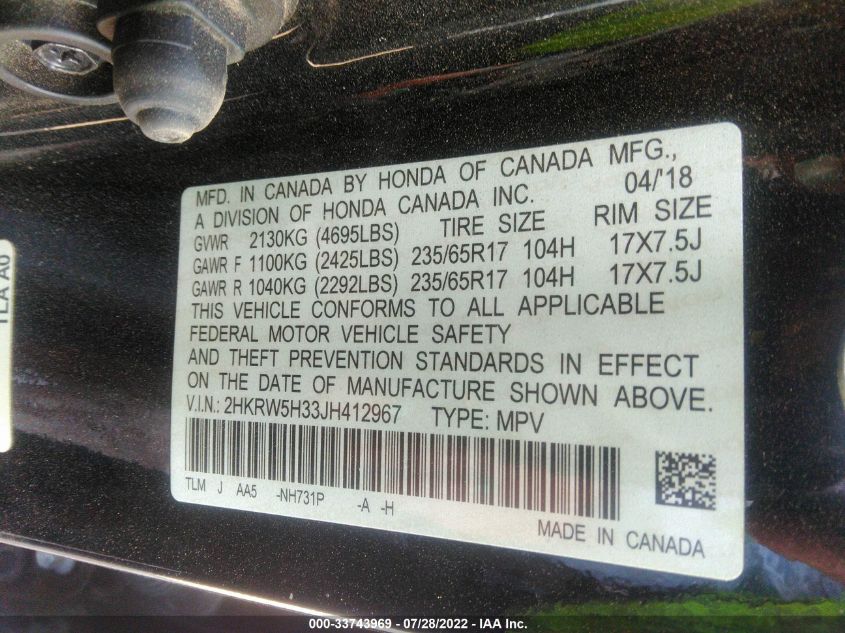 MFD. IN CANADA BY HONDA OF CANADA MFG.,
A DIVISION OF HONDA CANADA INC. 04/'18
GVWR 2130KG (4695LBS) TIRE SIZE RIM SIZE
GAWR F 1100KG (2425LBS) 235/65R17 104H 17X7.5J
GAWR R 1040KG (2292LBS) 235/65R17 104H 17X7.5J
THIS VEHICLE CONFORMS TO ALL APPLICABLE
FEDERAL MOTOR VEHICLE SAFETY
AND THEFT PREVENTION STANDARDS IN EFFECT
ON THE DATE OF MANUFACTURE SHOWN ABOVE.
V.I.N.: 2HKRW5H33JH412967 TYPE: MPV
TLM J AA5 -NH731P -A -H
MADE IN CANADA
TLA A0
000-33743969 - 07/28/2022 - IAA Inc.